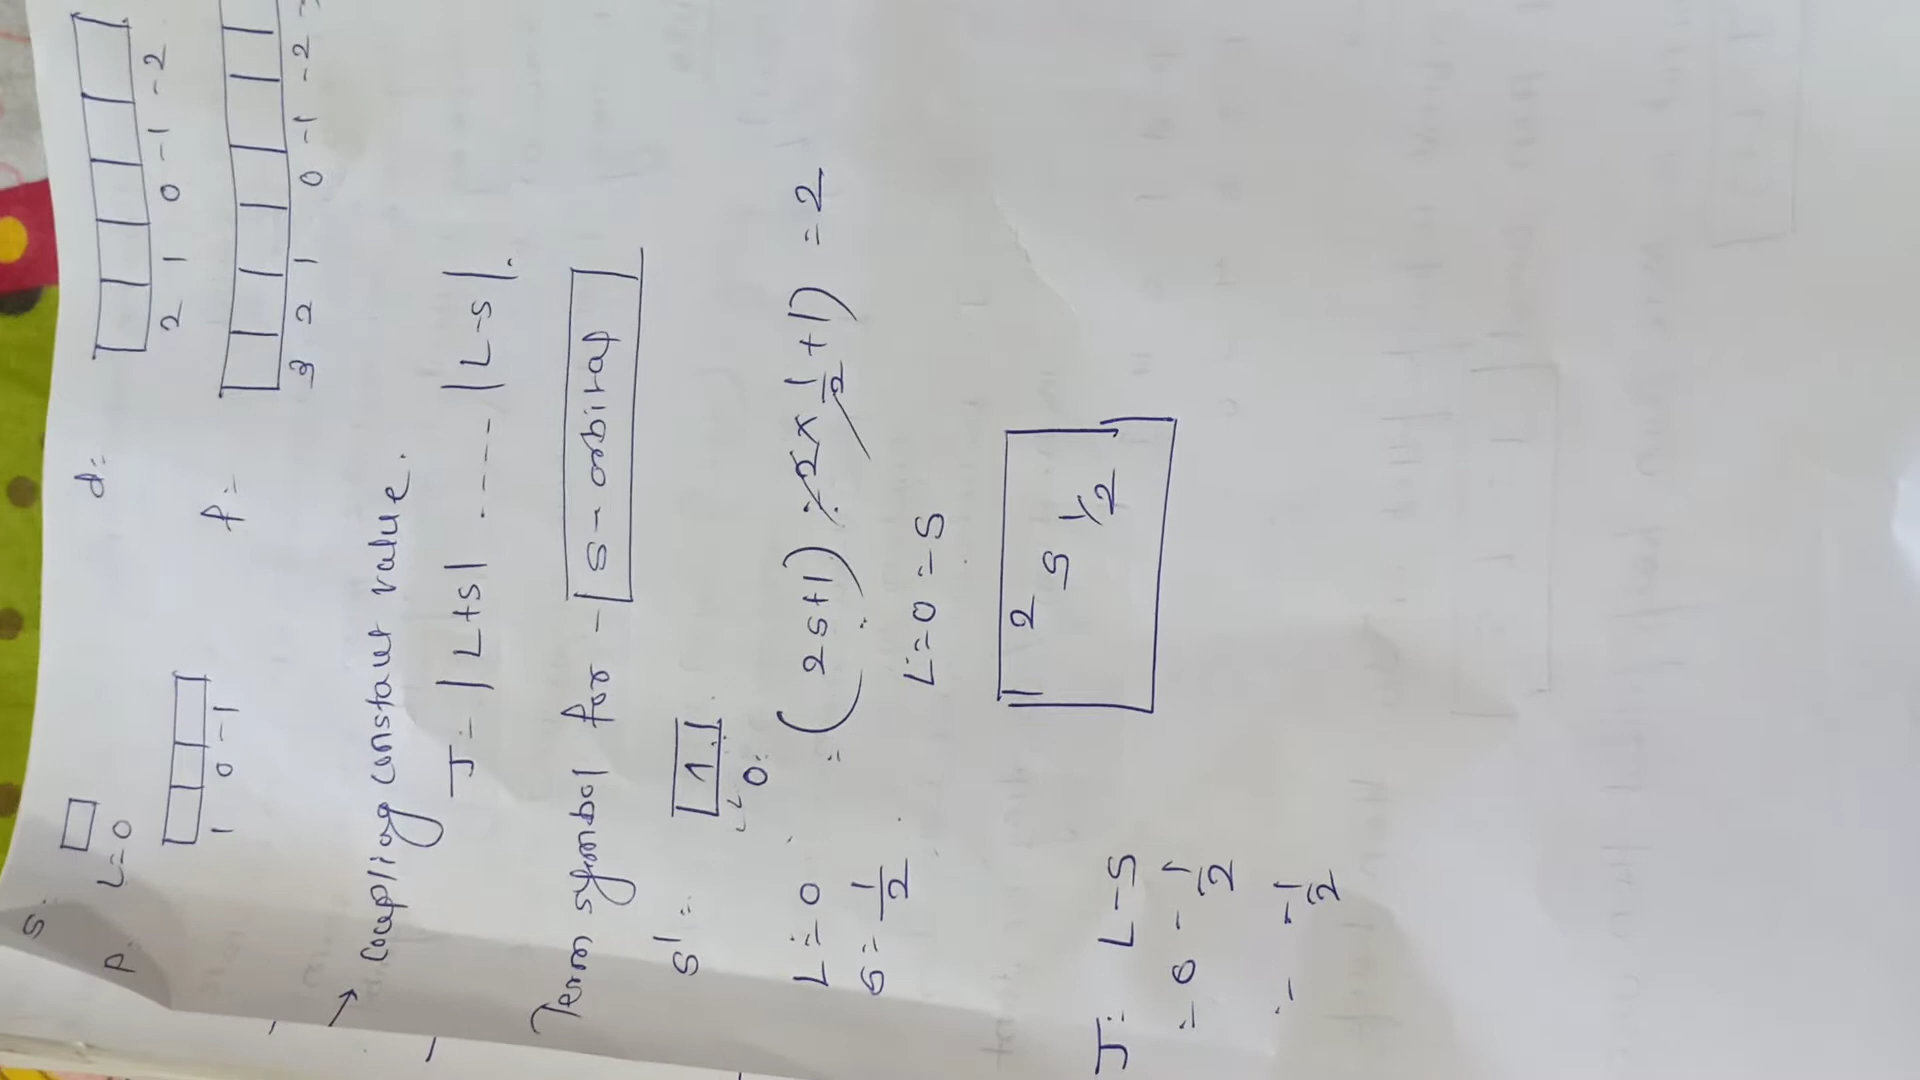 S:
L=0
P:
1 0 -1
d:
2 1 0 -1 -2
f:
3 2 1 0 -1 -2
→ Coupling constant value.
J = |L+S| ---- |L-S|.
Term symbol for - s-orbital
S¹ =
1
0
L = 0
S = 1/2
= (2S+1) = 2 × 1/2 + 1) = 2
L = 0 = S
² S 1/2
J = L-S
= 0 - 1/2
= - 1/2